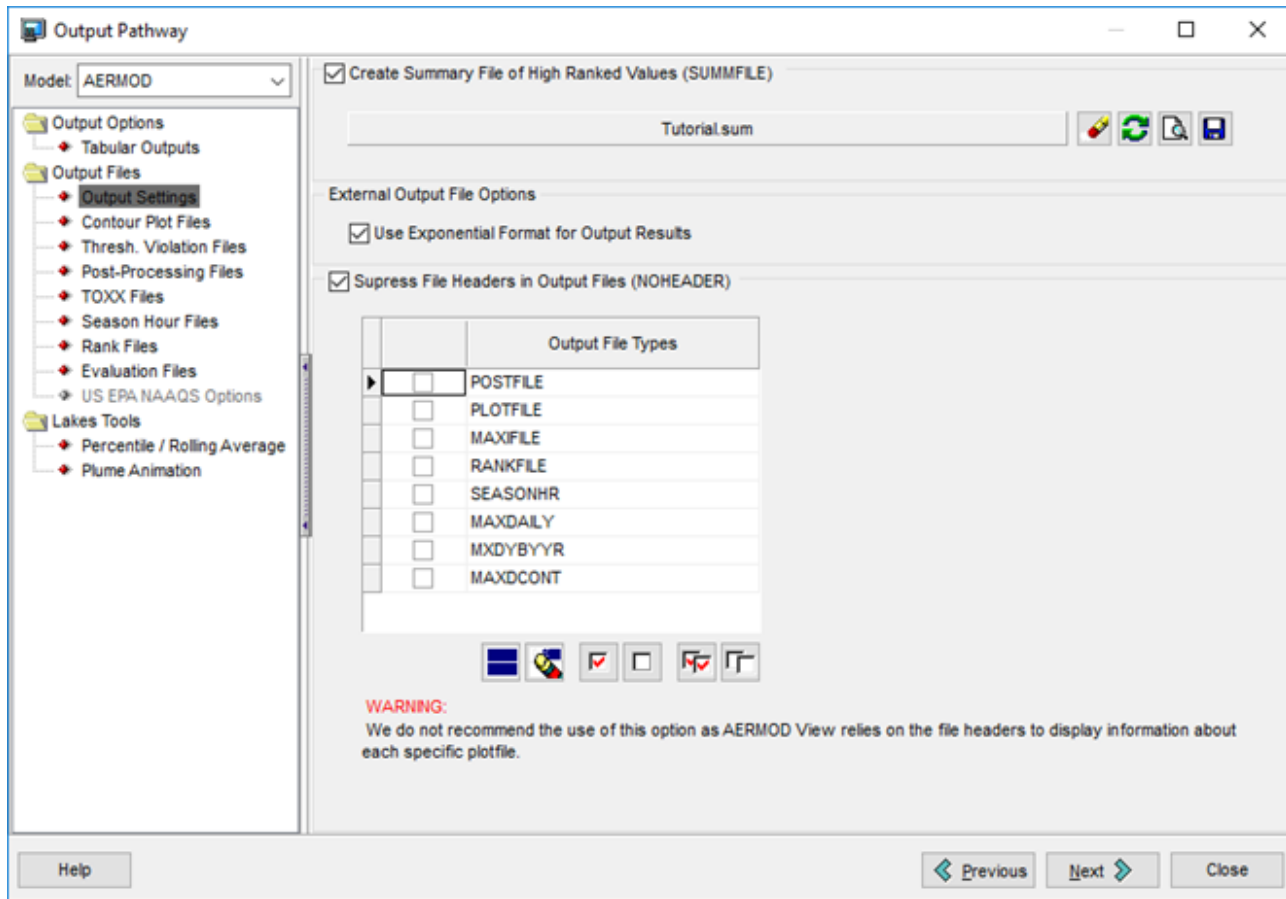 Output Pathway
Model: AERMOD
Output Options
Tabular Outputs
Output Files
Output Settings
Contour Plot Files
Thresh. Violation Files
Post-Processing Files
TOXX Files
Season Hour Files
Rank Files
Evaluation Files
US EPA NAAQS Options
Lakes Tools
Percentile / Rolling Average
Plume Animation
Create Summary File of High Ranked Values (SUMMFILE)
Tutorial.sum
External Output File Options
Use Exponential Format for Output Results
Supress File Headers in Output Files (NOHEADER)
Output File Types
POSTFILE
PLOTFILE
MAXIFILE
RANKFILE
SEASONHR
MAXDAILY
MXDYBYYR
MAXDCONT
WARNING:
We do not recommend the use of this option as AERMOD View relies on the file headers to display information about
each specific plotfile.
Help
Previous
Next
Close